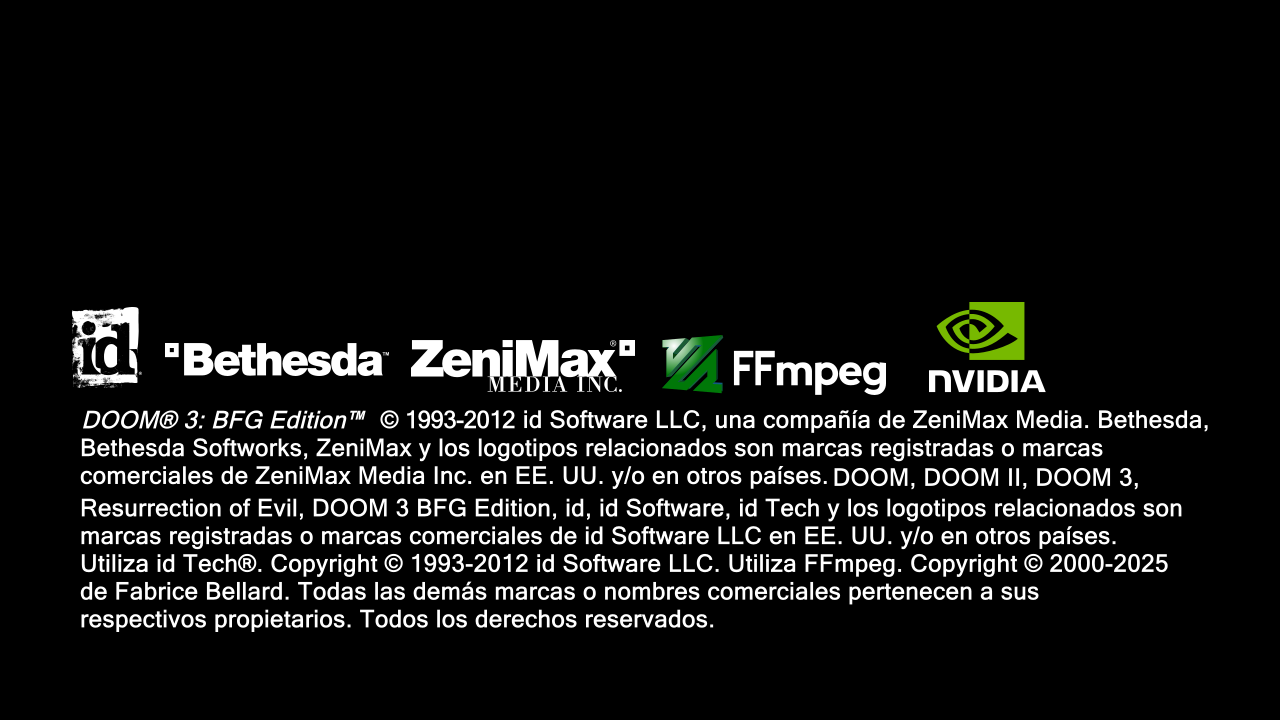 id Bethesda™ ZeniMax® MEDIA INC. FFmpeg NVIDIA
DOOM® 3: BFG Edition™ © 1993-2012 id Software LLC, una compañía de ZeniMax Media. Bethesda,
Bethesda Softworks, ZeniMax y los logotipos relacionados son marcas registradas o marcas
comerciales de ZeniMax Media Inc. en EE. UU. y/o en otros países. DOOM, DOOM II, DOOM 3,
Resurrection of Evil, DOOM 3 BFG Edition, id, id Software, id Tech y los logotipos relacionados son
marcas registradas o marcas comerciales de id Software LLC en EE. UU. y/o en otros países.
Utiliza id Tech®. Copyright © 1993-2012 id Software LLC. Utiliza FFmpeg. Copyright © 2000-2025
de Fabrice Bellard. Todas las demás marcas o nombres comerciales pertenecen a sus
respectivos propietarios. Todos los derechos reservados.